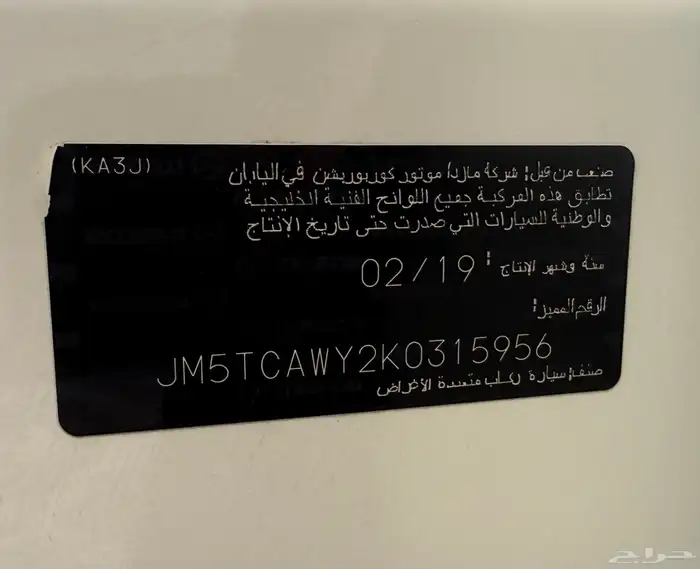 (KA3J)
صنعت من قبل: شركة مازدا موتور كوربوريشن في اليابان
تطابق هذه المركبة جميع اللوائح الفنية الخليجية
والوطنية للسيارات التي صدرت حتى تاريخ الإنتاج
سنة وشهر الإنتاج : 02/19
الرقم المميز:
JM5TCAWY2K0315956
صنف: سيارة ركاب متعددة الأغراض
حراج